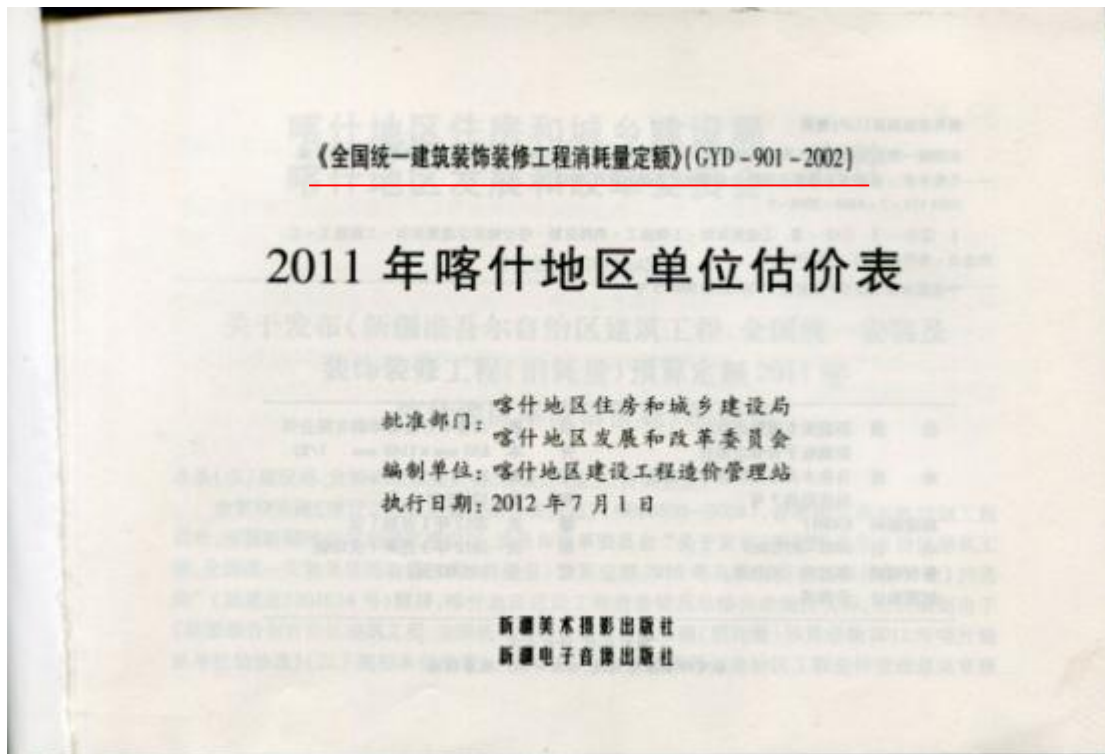 《全国统一建筑装饰装修工程消耗量定额》(GYD-901-2002)
2011 年喀什地区单位估价表
批准部门：喀什地区住房和城乡建设局
喀什地区发展和改革委员会
编制单位：喀什地区建设工程造价管理站
执行日期：2012 年 7 月 1 日
新疆美术摄影出版社
新疆电子音像出版社